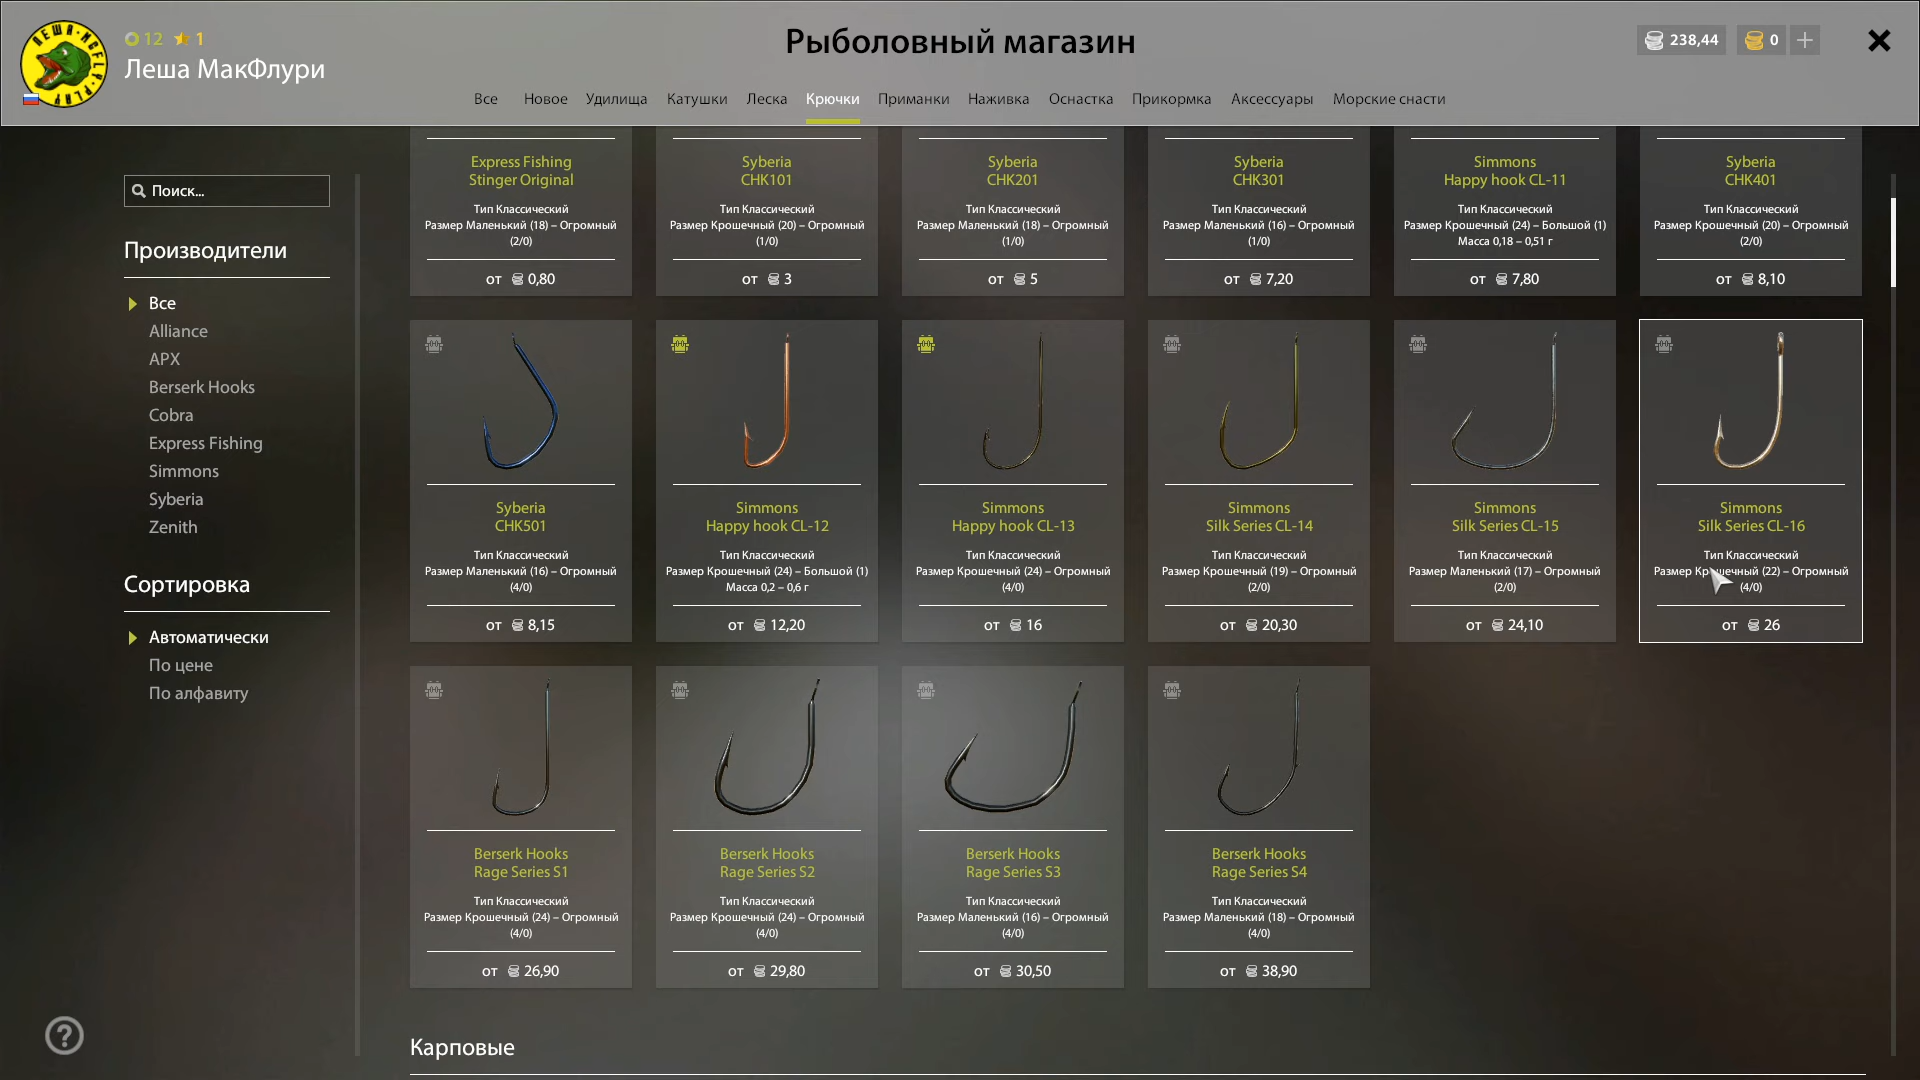 12 1
Леша МакФлури
Рыболовный магазин
238,44 0
Все Новое Удилища Катушки Леска Крючки Приманки Наживка Оснастка Прикормка Аксессуары Морские снасти
Поиск...
Производители
Все
Alliance
APX
Berserk Hooks
Cobra
Express Fishing
Simmons
Syberia
Zenith
Сортировка
Автоматически
По цене
По алфавиту
Express Fishing
Stinger Original
Тип Классический
Размер Маленький (18) – Огромный
(2/0)
от 0,80
Syberia
CHK101
Тип Классический
Размер Крошечный (20) – Огромный
(1/0)
от 3
Syberia
CHK201
Тип Классический
Размер Маленький (18) – Огромный
(1/0)
от 5
Syberia
CHK301
Тип Классический
Размер Маленький (16) – Огромный
(1/0)
от 7,20
Simmons
Happy hook CL-11
Тип Классический
Размер Крошечный (24) – Большой (1)
Масса 0,18 – 0,51 г
от 7,80
Syberia
CHK401
Тип Классический
Размер Крошечный (20) – Огромный
(2/0)
от 8,10
Syberia
CHK501
Тип Классический
Размер Маленький (16) – Огромный
(4/0)
от 8,15
Simmons
Happy hook CL-12
Тип Классический
Размер Крошечный (24) – Большой (1)
Масса 0,2 – 0,6 г
от 12,20
Simmons
Happy hook CL-13
Тип Классический
Размер Крошечный (24) – Огромный
(4/0)
от 16
Simmons
Silk Series CL-14
Тип Классический
Размер Крошечный (19) – Огромный
(2/0)
от 20,30
Simmons
Silk Series CL-15
Тип Классический
Размер Маленький (17) – Огромный
(2/0)
от 24,10
Simmons
Silk Series CL-16
Тип Классический
Размер Крошечный (22) – Огромный
(4/0)
от 26
Berserk Hooks
Rage Series S1
Тип Классический
Размер Крошечный (24) – Огромный
(4/0)
от 26,90
Berserk Hooks
Rage Series S2
Тип Классический
Размер Крошечный (24) – Огромный
(4/0)
от 29,80
Berserk Hooks
Rage Series S3
Тип Классический
Размер Маленький (16) – Огромный
(4/0)
от 30,50
Berserk Hooks
Rage Series S4
Тип Классический
Размер Маленький (18) – Огромный
(4/0)
от 38,90
Карповые